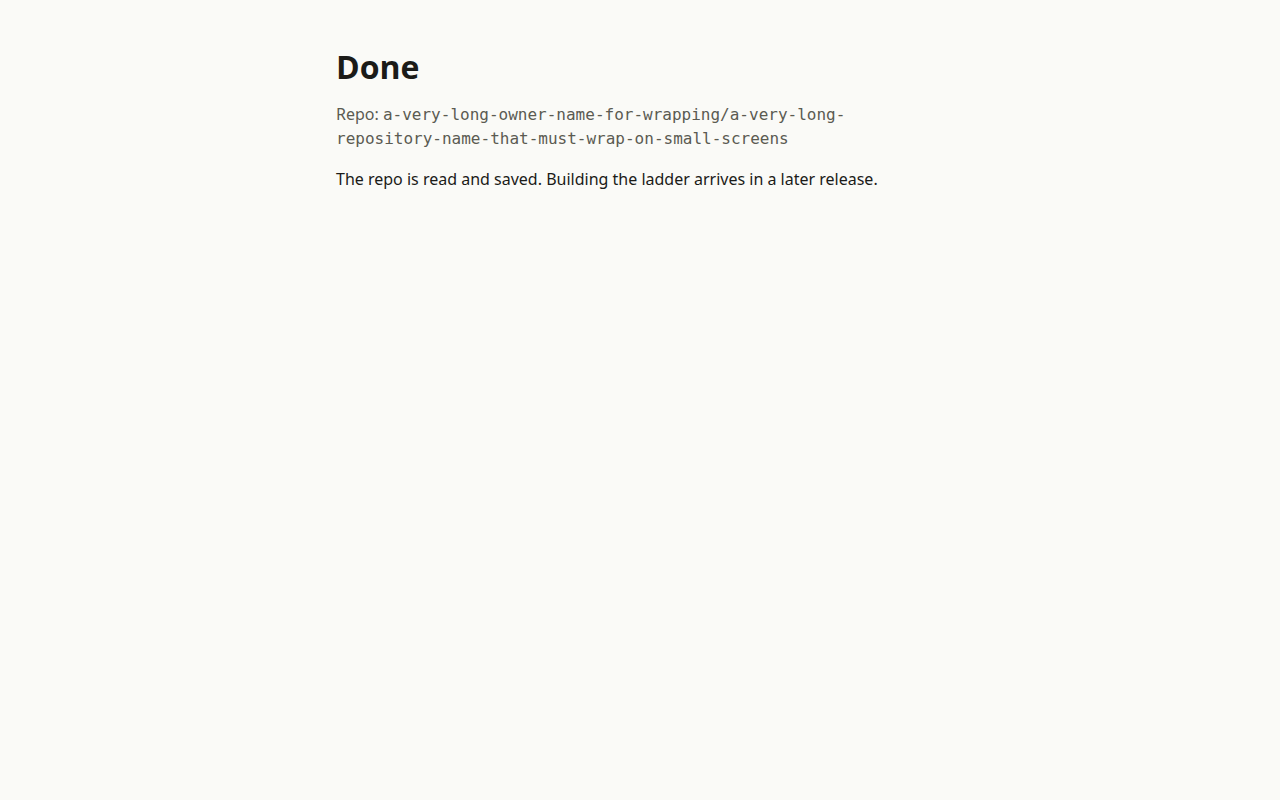 Done
Repo: a-very-long-owner-name-for-wrapping/a-very-long-
repository-name-that-must-wrap-on-small-screens
The repo is read and saved. Building the ladder arrives in a later release.